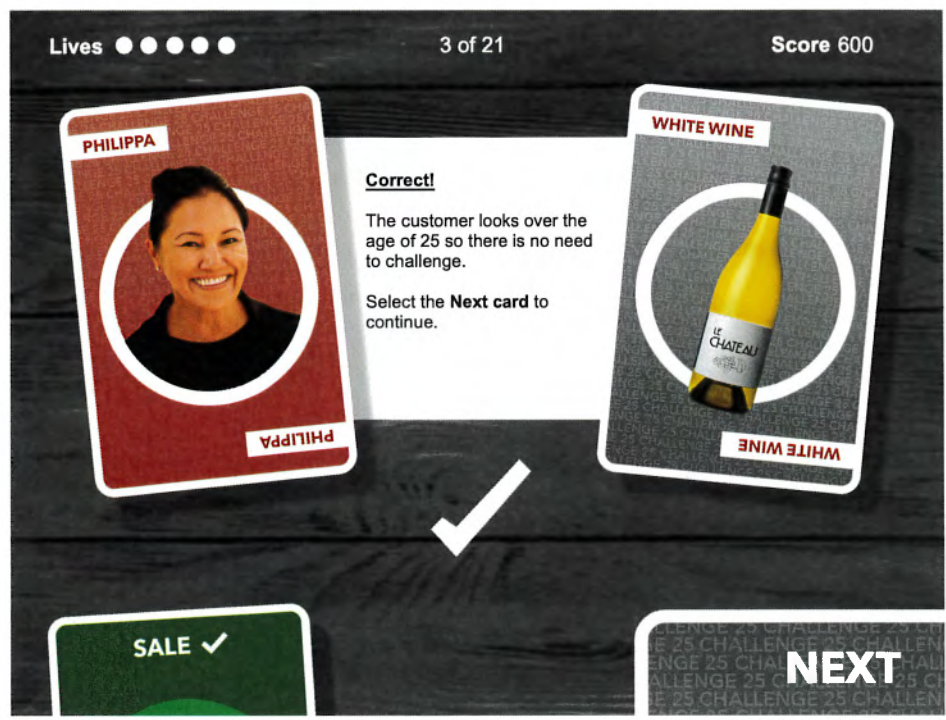 Lives
3 of 21
Score 600
PHILIPPA
Correct!
The customer looks over the
age of 25 so there is no need
to challenge.
Select the Next card to
continue.
PHILIPPA
WHITE WINE
LE
CHATEAU
WHITE WINE
SALE
NEXT
CHALLENGE 25